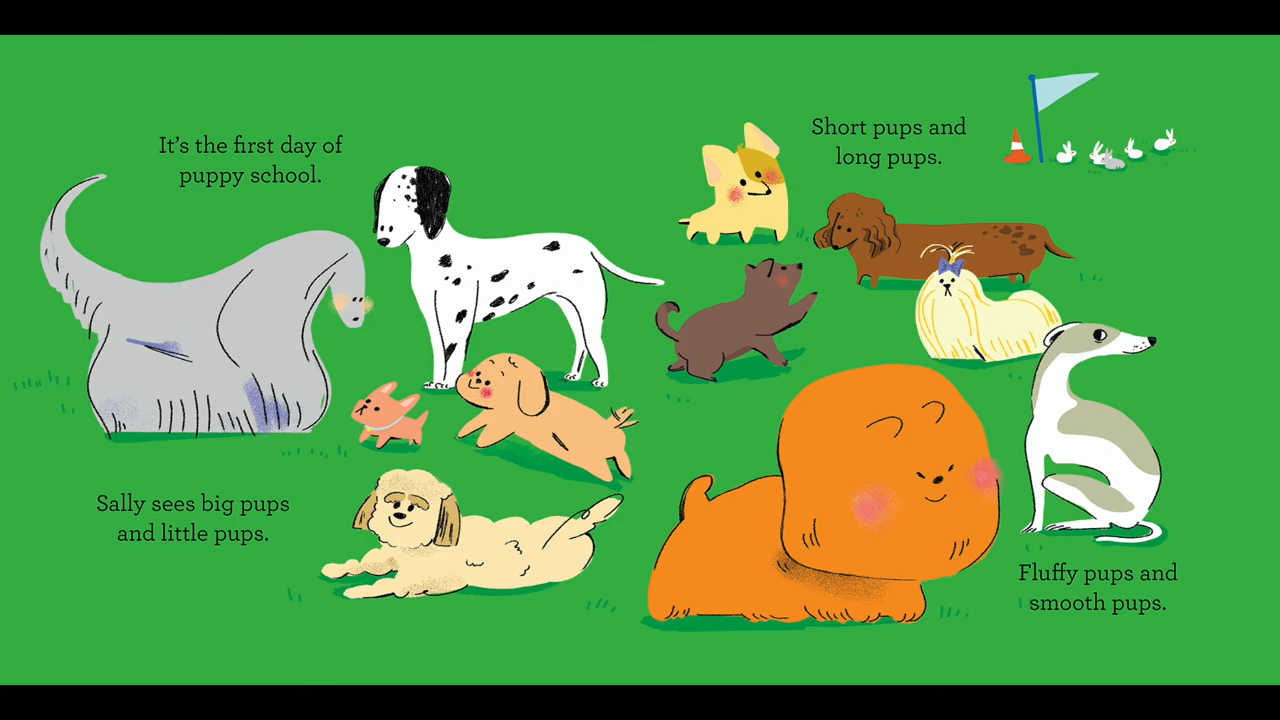 It's the first day of
puppy school.
Sally sees big pups
and little pups.
Short pups and
long pups.
Fluffy pups and
smooth pups.